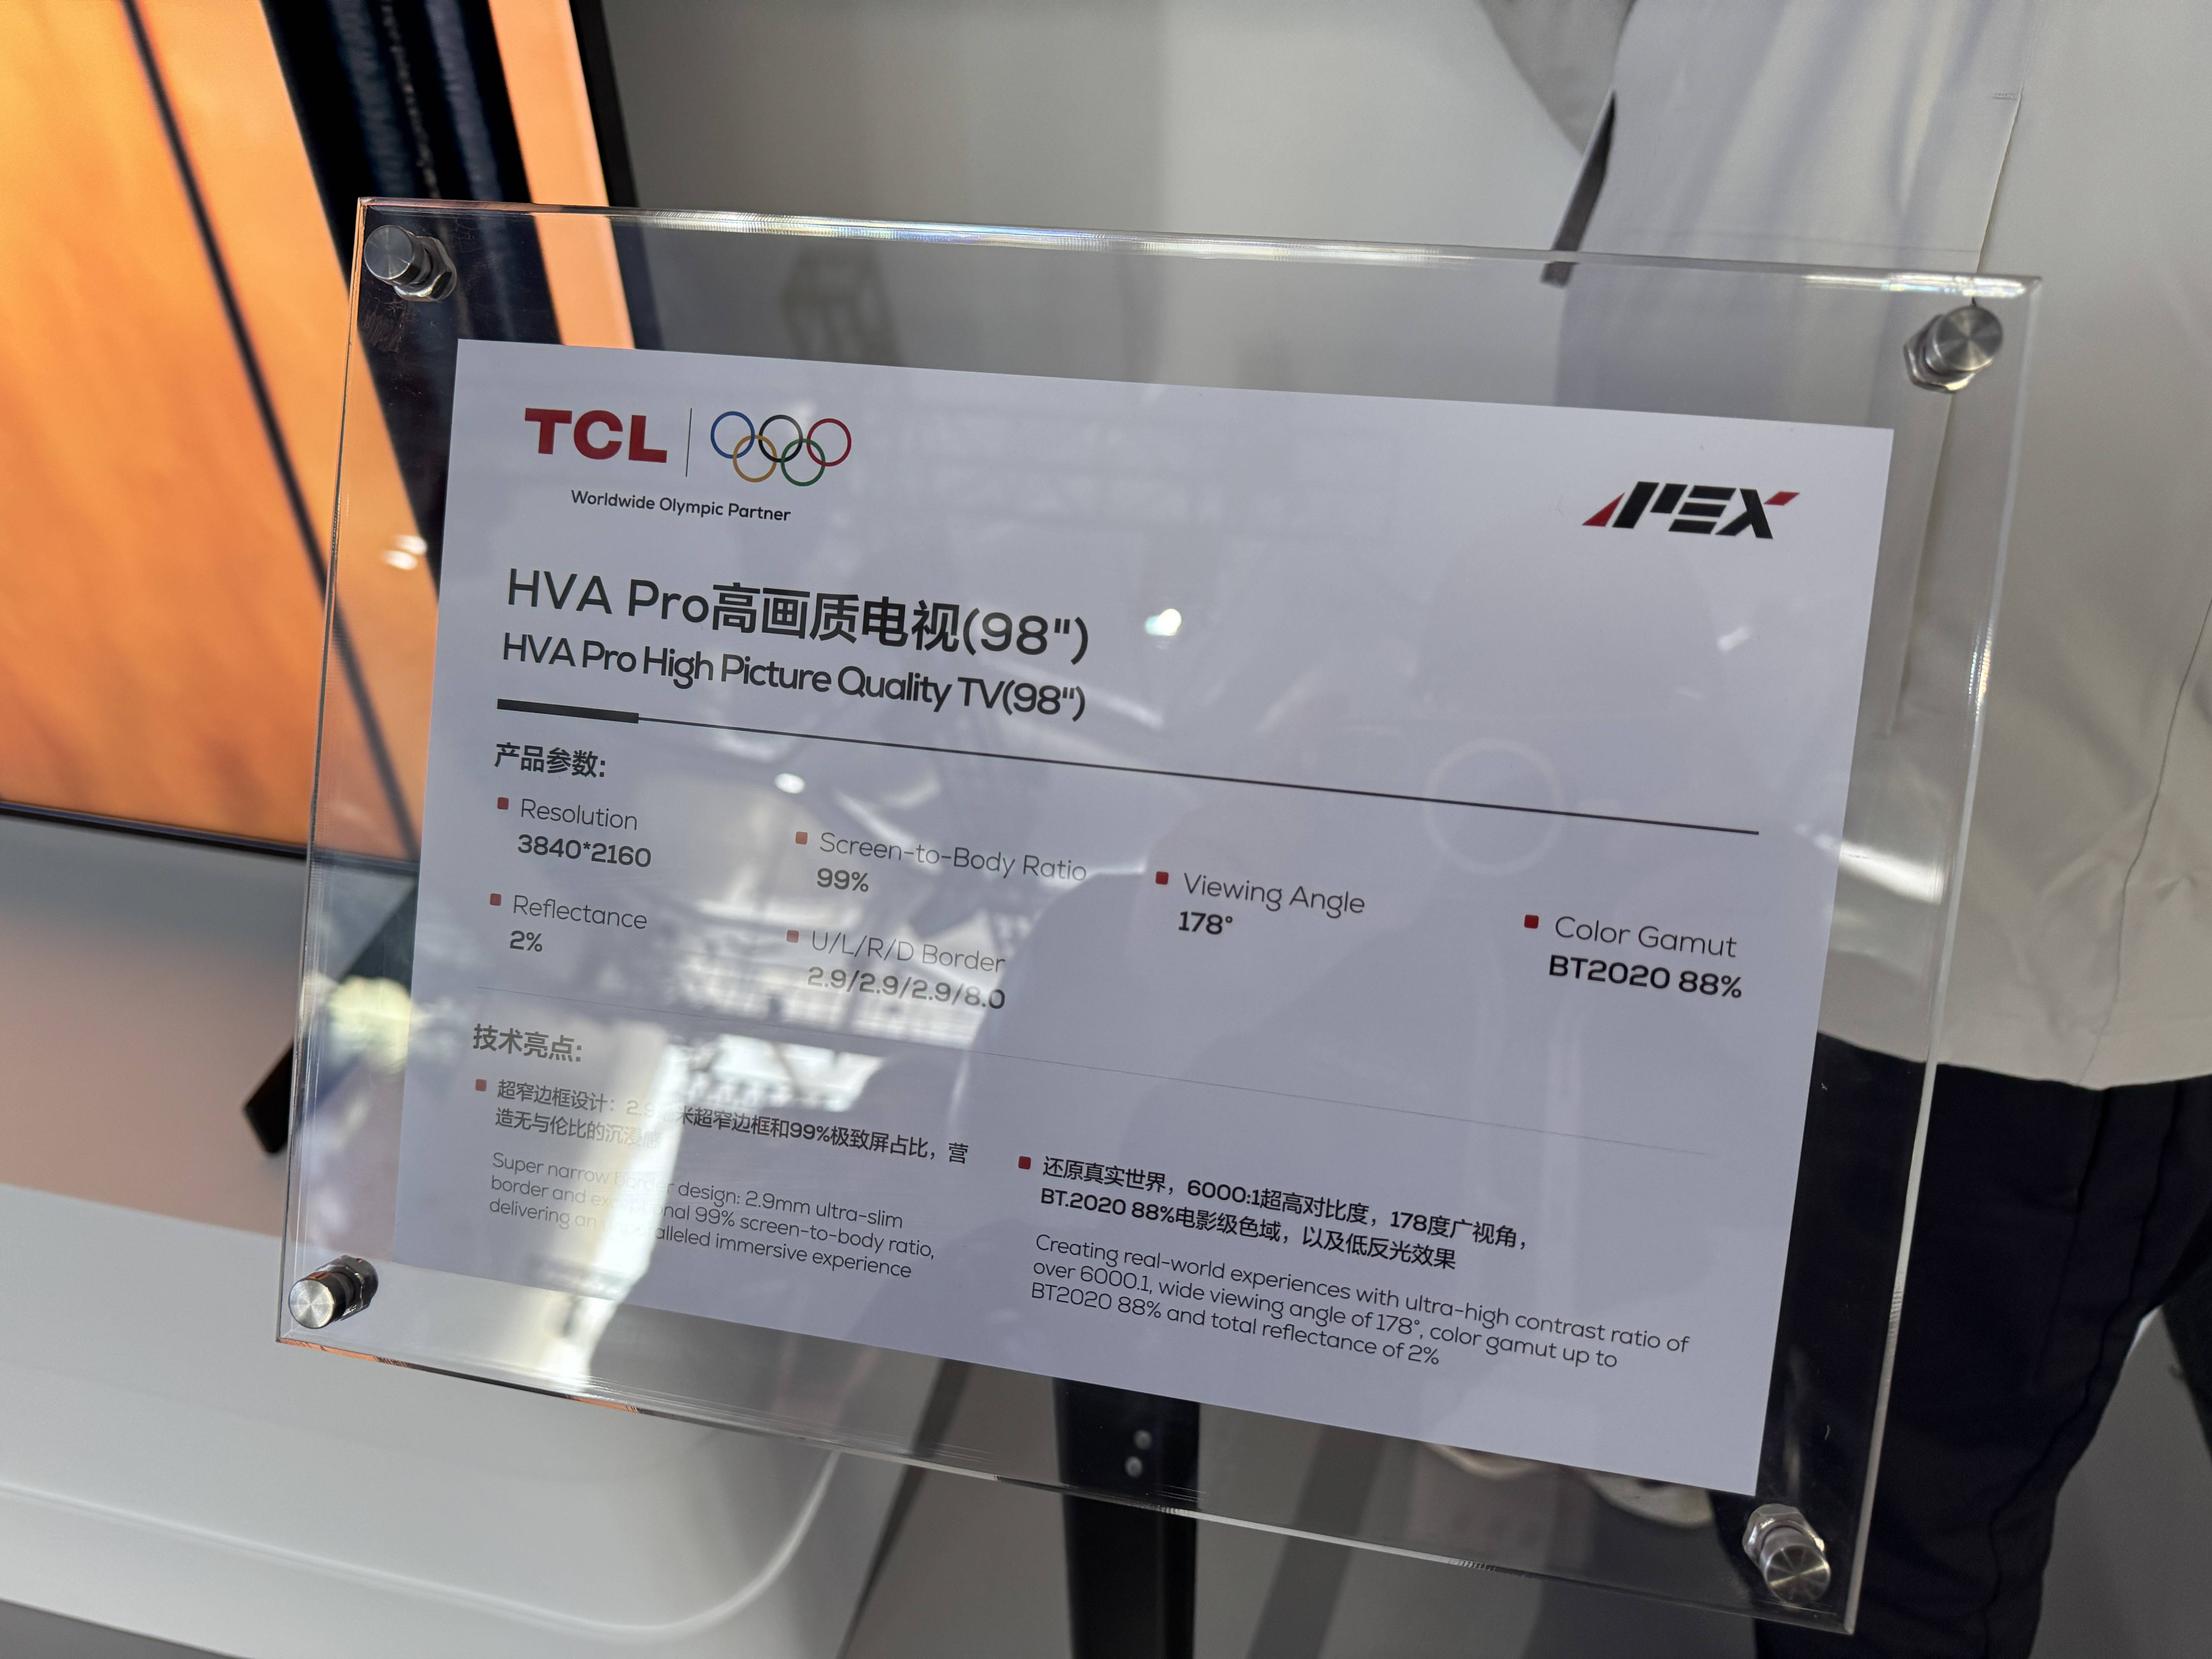 TCL
Worldwide Olympic Partner
APEX
HVA Pro高画质电视(98")
HVA Pro High Picture Quality TV(98")
产品参数:
Resolution
3840*2160
Screen-to-Body Ratio
99%
Viewing Angle
178°
Color Gamut
BT2020 88%
Reflectance
2%
U/L/R/D Border
2.9/2.9/2.9/8.0
技术亮点:
超窄边框设计: 2.9毫米超窄边框和99%极致屏占比，营
造无与伦比的沉浸感
Super narrow border design: 2.9mm ultra-slim
border and exceptional 99% screen-to-body ratio,
delivering an unparalleled immersive experience
还原真实世界，6000:1超高对比度，178度广视角，
BT.2020 88%电影级色域，以及低反光效果
Creating real-world experiences with ultra-high contrast ratio of
over 6000.1, wide viewing angle of 178°, color gamut up to
BT2020 88% and total reflectance of 2%